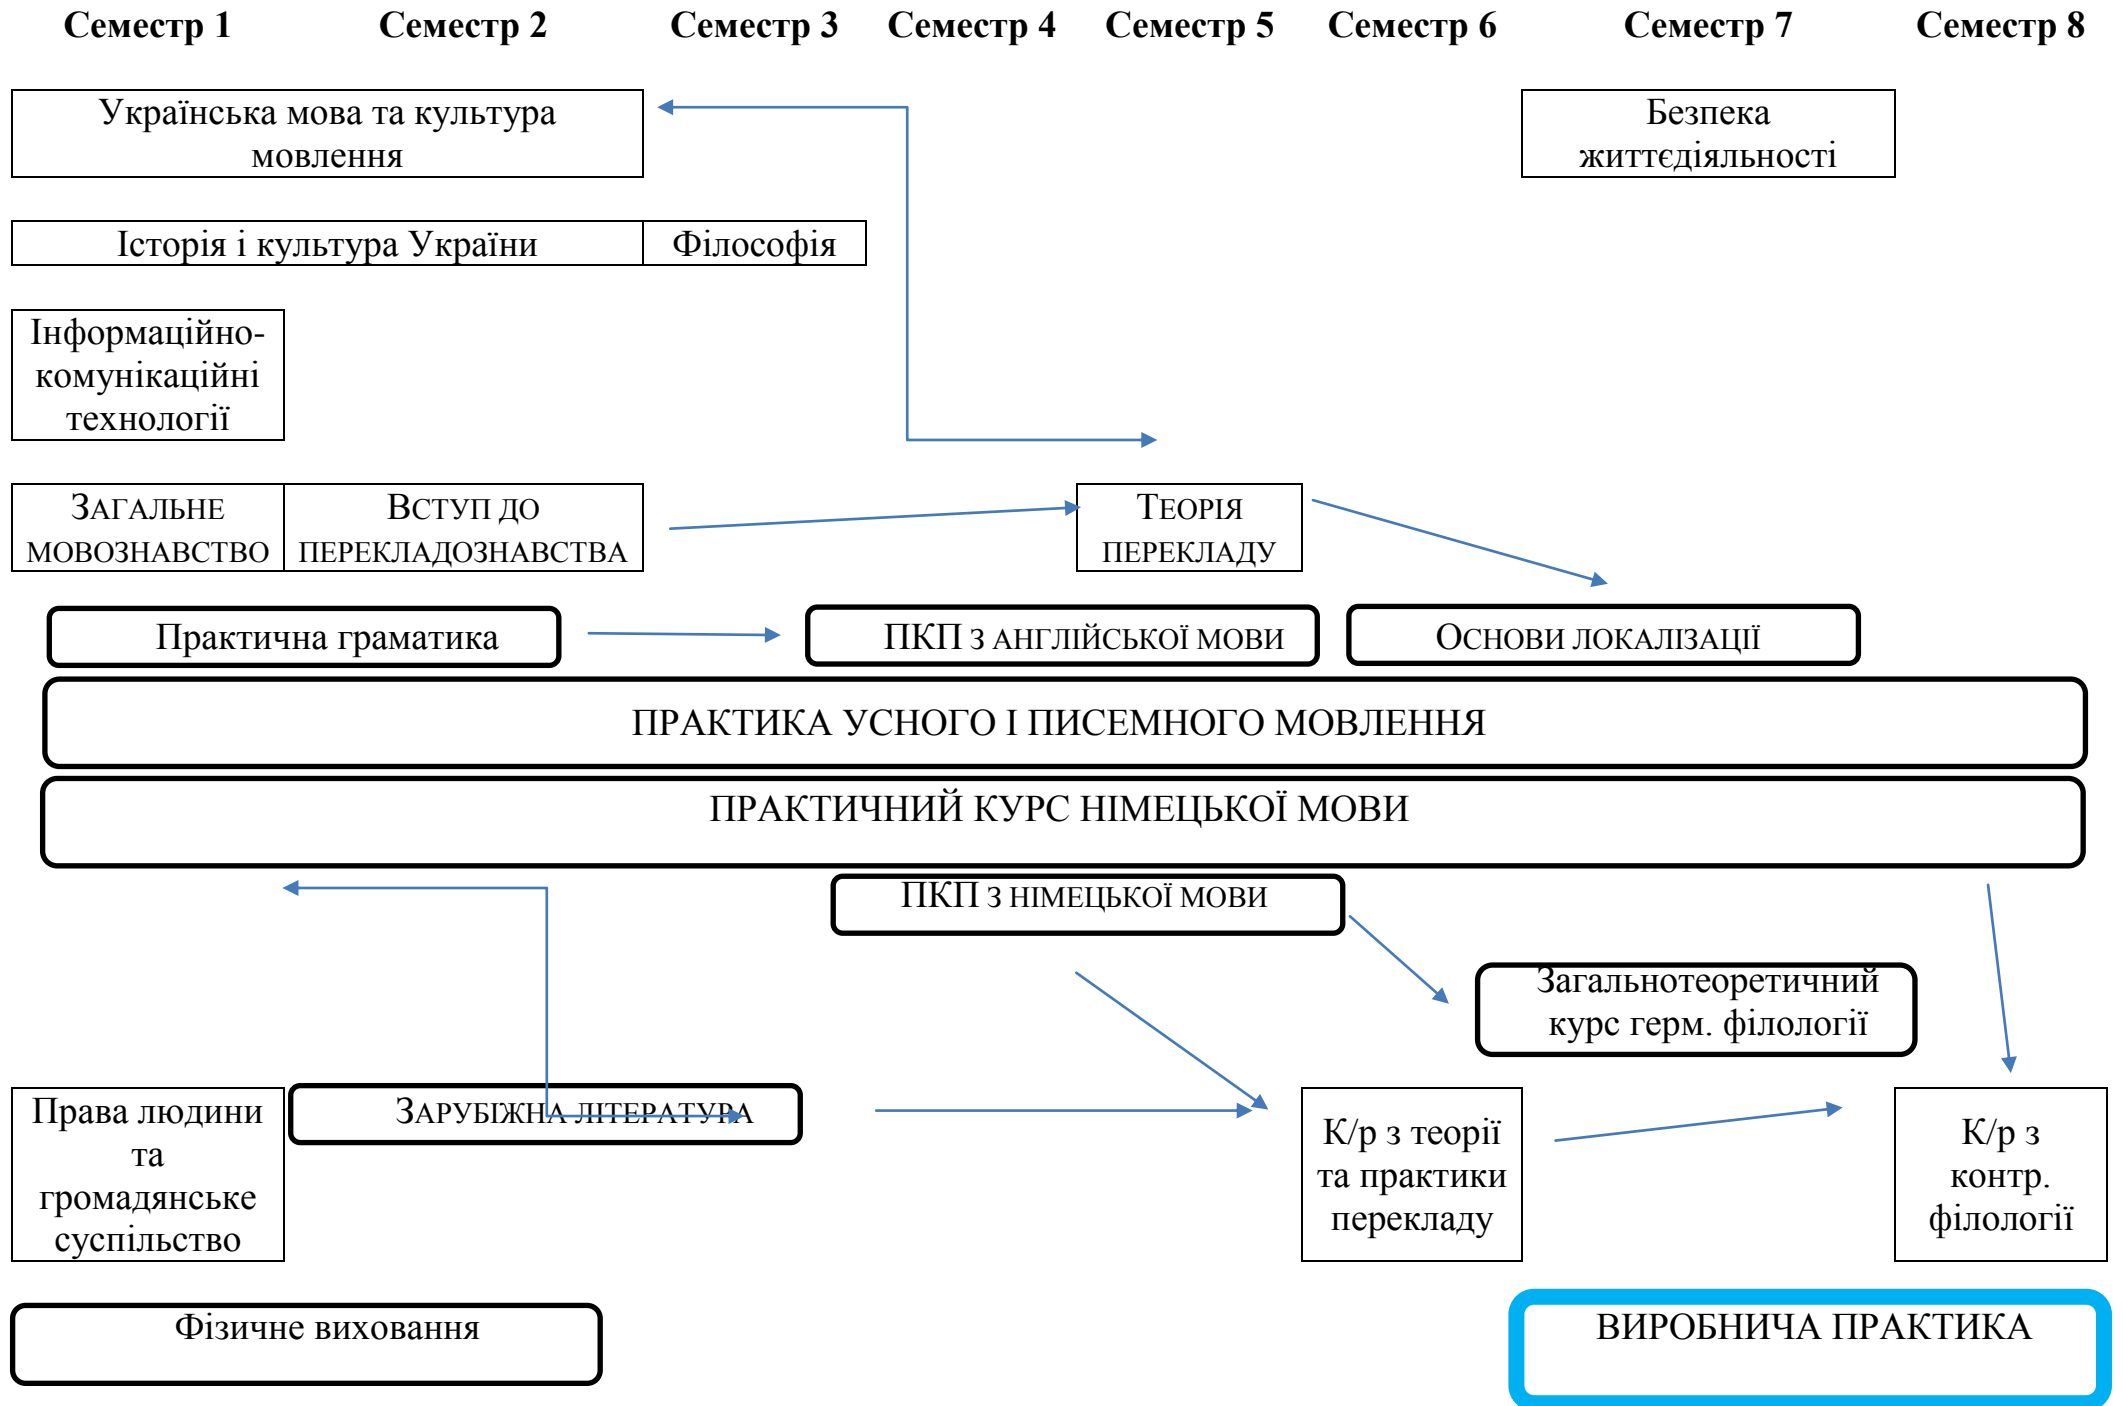 Семестр 1 Семестр 2 Семестр 3 Семестр 4 Семестр 5 Семестр 6 Семестр 7 Семестр 8
Українська мова та культура
мовлення
Безпека
життєдіяльності
Історія і культура України
Філософія
Інформаційно-
комунікаційні
технології
ЗАГАЛЬНЕ
МОВОЗНАВСТВО
ВСТУП ДО
ПЕРЕКЛАДОЗНАВСТВА
ТЕОРІЯ
ПЕРЕКЛАДУ
Практична граматика
ПКП З АНГЛІЙСЬКОЇ МОВИ
ОСНОВИ ЛОКАЛІЗАЦІЇ
ПРАКТИКА УСНОГО І ПИСЕМНОГО МОВЛЕННЯ
ПРАКТИЧНИЙ КУРС НІМЕЦЬКОЇ МОВИ
ПКП З НІМЕЦЬКОЇ МОВИ
Загальнотеоретичний
курс герм. філології
Права людини
та
громадянське
суспільство
ЗАРУБІЖНА ЛІТЕРАТУРА
К/р з теорії
та практики
перекладу
К/р з
контр.
філології
Фізичне виховання
ВИРОБНИЧА ПРАКТИКА